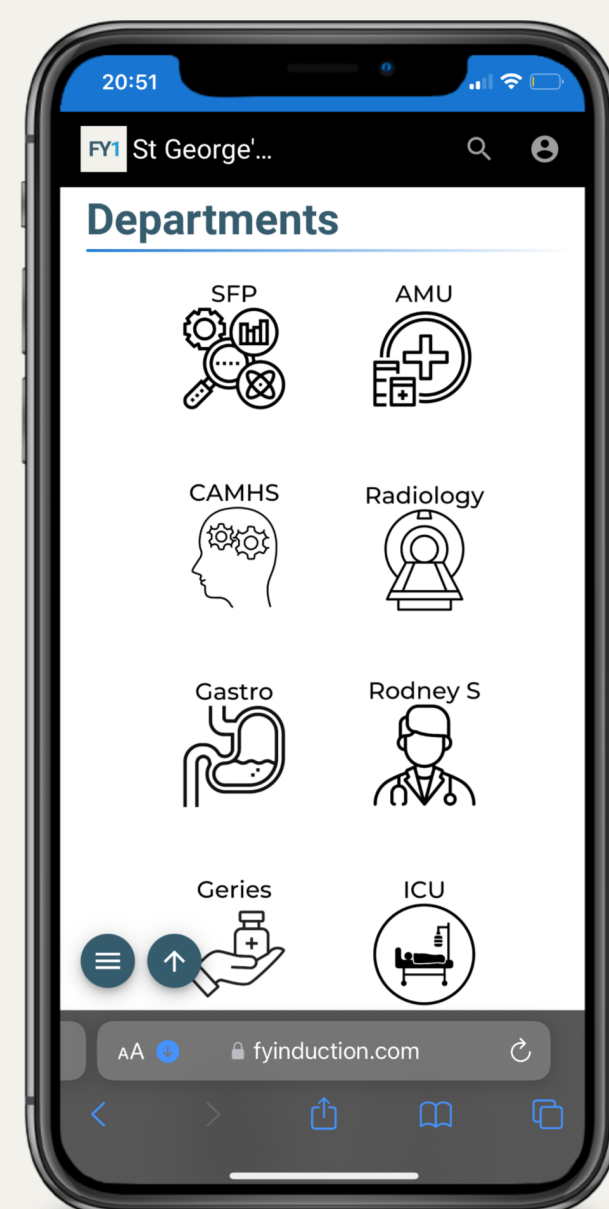 20:51
FY1 St George'...
Departments
SFP AMU
CAMHS Radiology
Gastro Rodney S
Geries ICU
AA fyinduction.com